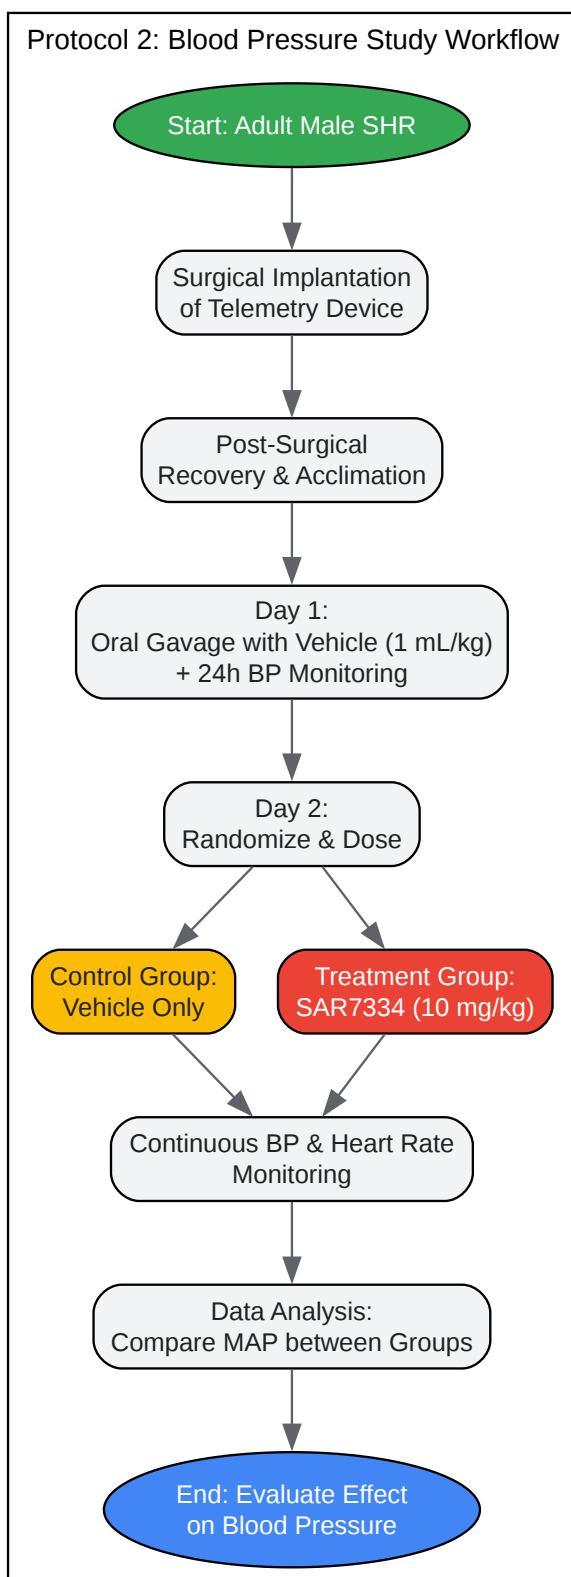 Protocol 2: Blood Pressure Study Workflow
Start: Adult Male SHR
Surgical Implantation
of Telemetry Device
Post-Surgical
Recovery & Acclimation
Day 1:
Oral Gavage with Vehicle (1 mL/kg)
+ 24h BP Monitoring
Day 2:
Randomize & Dose
Control Group:
Vehicle Only
Treatment Group:
SAR7334 (10 mg/kg)
Continuous BP & Heart Rate
Monitoring
Data Analysis:
Compare MAP between Groups
End: Evaluate Effect
on Blood Pressure